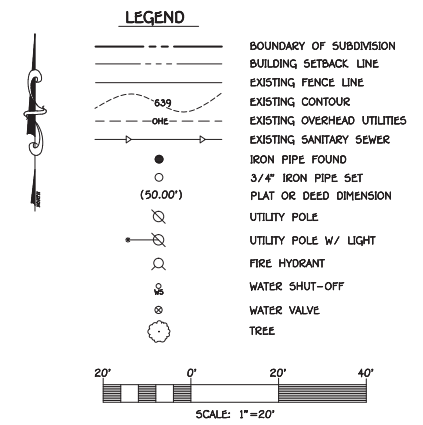 LEGEND
BOUNDARY OF SUBDIVISION
BUILDING SETBACK LINE
EXISTING FENCE LINE
639 EXISTING CONTOUR
OHE EXISTING OVERHEAD UTILITIES
EXISTING SANITARY SEWER
IRON PIPE FOUND
3/4" IRON PIPE SET
(50.00') PLAT OR DEED DIMENSION
UTILITY POLE
UTILITY POLE W/ LIGHT
FIRE HYDRANT
WS WATER SHUT-OFF
WATER VALVE
TREE
NORTH
20' 0' 20' 40'
SCALE: 1"=20'